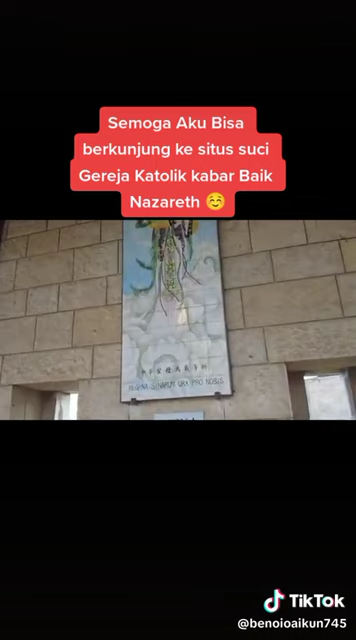 Semoga Aku Bisa
berkunjung ke situs suci
Gereja Katolik kabar Baik
Nazareth ☺️
REGINA SINARUM ORA PRO NOBIS
TikTok
@benoioaikun745